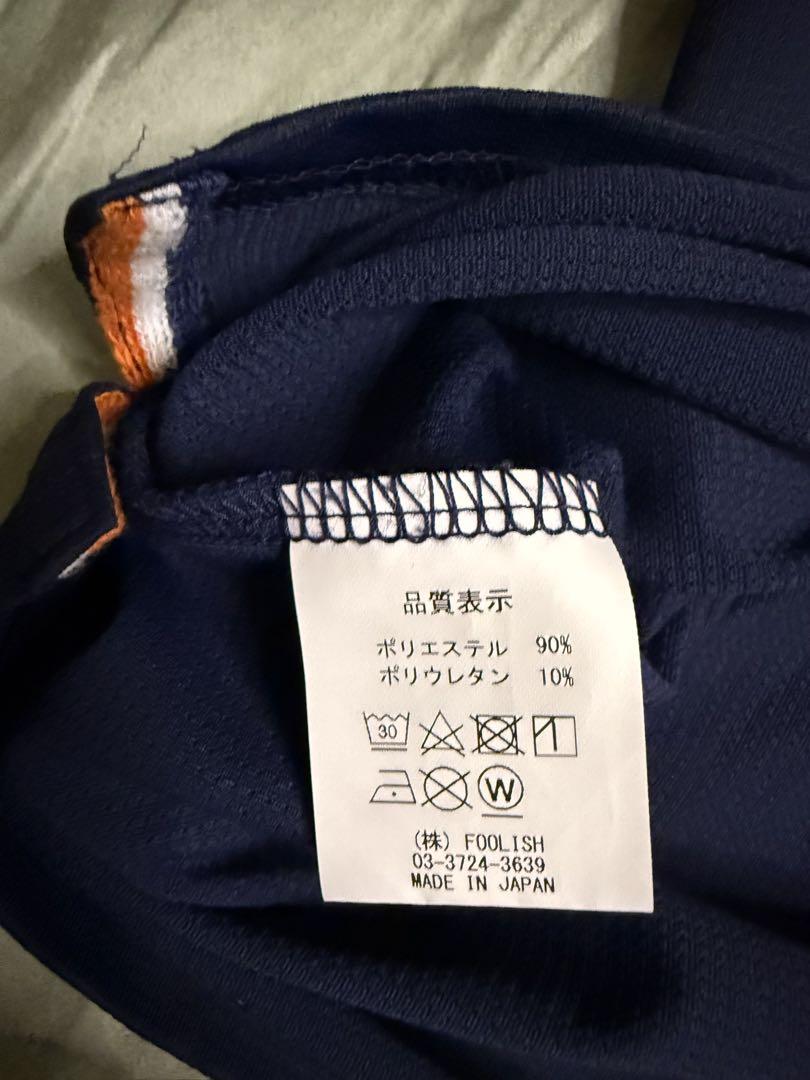 品質表示
ポリエステル 90%
ポリウレタン 10%
30
W
(株) FOOLISH
03-3724-3639
MADE IN JAPAN